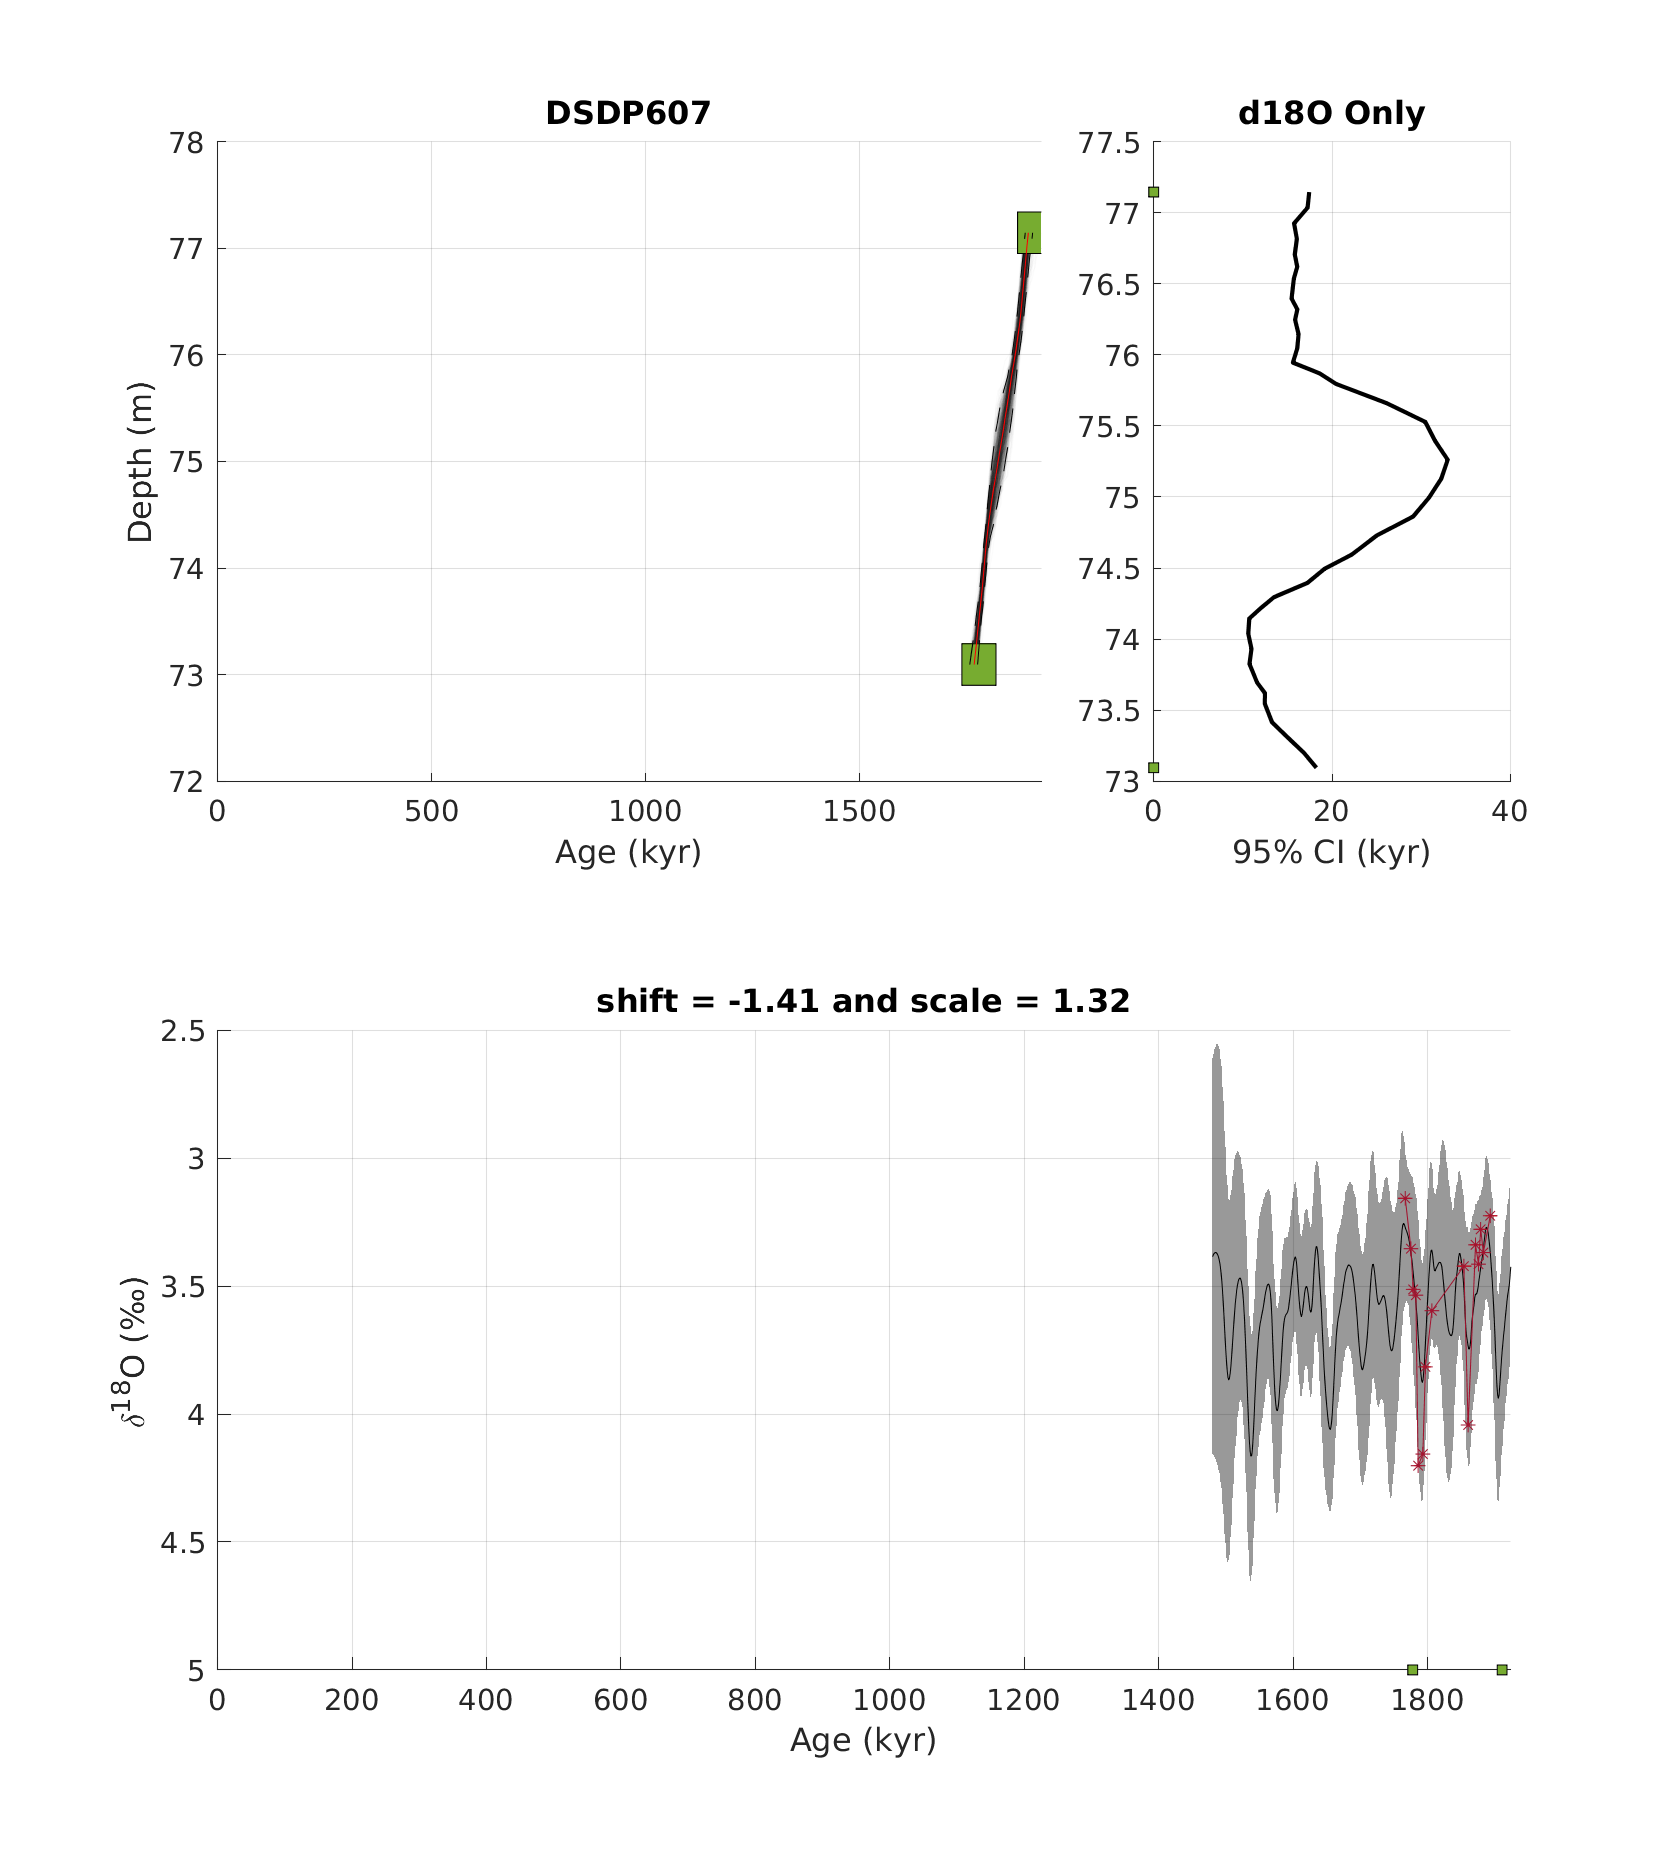 DSDP607
78
77
76
75
74
73
72
Depth (m)
0 500 1000 1500
Age (kyr)
d18O Only
77.5
77
76.5
76
75.5
75
74.5
74
73.5
73
0 20 40
95% CI (kyr)
shift = -1.41 and scale = 1.32
2.5
3
3.5
4
4.5
5
δ18O (‰)
0 200 400 600 800 1000 1200 1400 1600 1800
Age (kyr)